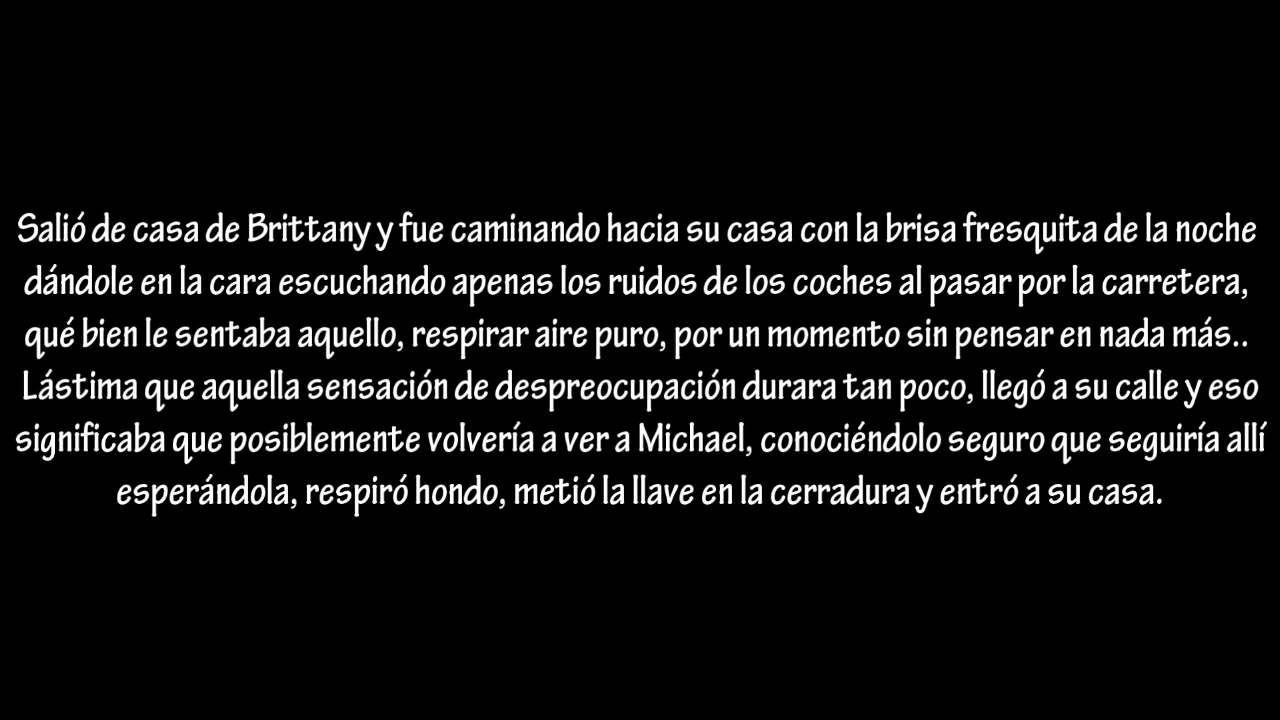 Salió de casa de Brittany y fue caminando hacia su casa con la brisa fresquita de la noche
dándole en la cara escuchando apenas los ruidos de los coches al pasar por la carretera,
qué bien le sentaba aquello, respirar aire puro, por un momento sin pensar en nada más..
Lástima que aquella sensación de despreocupación durara tan poco, llegó a su calle y eso
significaba que posiblemente volvería a ver a Michael, conociéndolo seguro que seguiría allí
esperándola, respiró hondo, metió la llave en la cerradura y entró a su casa.